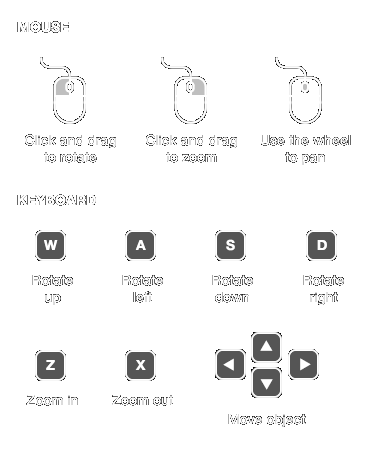 MOUSE
Click and drag
to rotate
Click and drag
to zoom
Use the wheel
to pan
KEYBOARD
W
A
S
D
Rotate
up
Rotate
left
Rotate
down
Rotate
right
Z
X
Zoom in
Zoom out
Move object